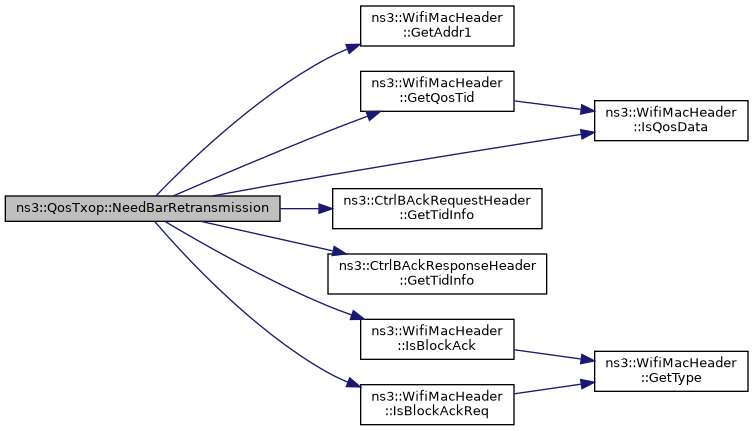 ns3::WifiMacHeader
::GetAddr1
ns3::WifiMacHeader
::GetQosTid
ns3::WifiMacHeader
::IsQosData
ns3::QosTxop::NeedBarRetransmission
ns3::CtrlBAckRequestHeader
::GetTidInfo
ns3::CtrlBAckResponseHeader
::GetTidInfo
ns3::WifiMacHeader
::IsBlockAck
ns3::WifiMacHeader
::GetType
ns3::WifiMacHeader
::IsBlockAckReq